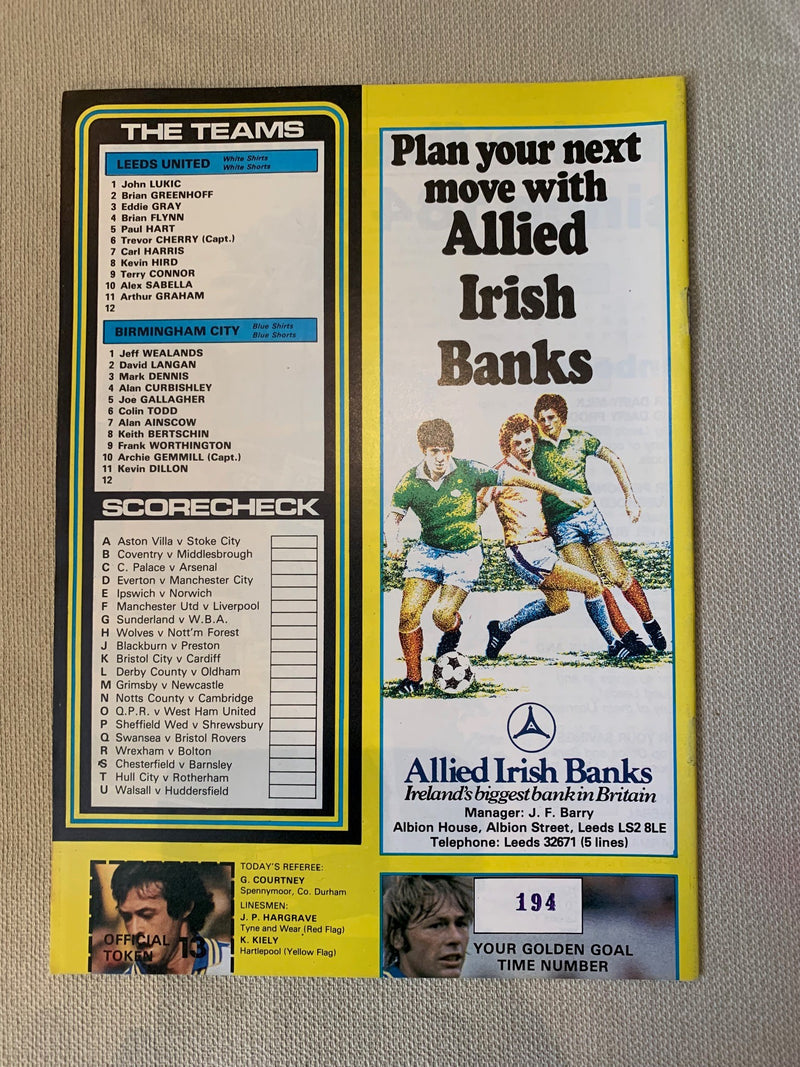 THE TEAMS
LEEDS UNITED White Shirts
White Shorts
1 John LUKIC
2 Brian GREENHOFF
3 Eddie GRAY
4 Brian FLYNN
5 Paul HART
6 Trevor CHERRY (Capt.)
7 Carl HARRIS
8 Kevin HIRD
9 Terry CONNOR
10 Alex SABELLA
11 Arthur GRAHAM
12
BIRMINGHAM CITY Blue Shirts
Blue Shorts
1 Jeff WEALANDS
2 David LANGAN
3 Mark DENNIS
4 Alan CURBISHLEY
5 Joe GALLAGHER
6 Colin TODD
7 Alan AINSCOW
8 Keith BERTSCHIN
9 Frank WORTHINGTON
10 Archie GEMMILL (Capt.)
11 Kevin DILLON
12
SCORECHECK
A Aston Villa v Stoke City
B Coventry v Middlesbrough
C C. Palace v Arsenal
D Everton v Manchester City
E Ipswich v Norwich
F Manchester Utd v Liverpool
G Sunderland v W.B.A.
H Wolves v Nott'm Forest
J Blackburn v Preston
K Bristol City v Cardiff
L Derby County v Oldham
M Grimsby v Newcastle
N Notts County v Cambridge
O Q.P.R. v West Ham United
P Sheffield Wed v Shrewsbury
Q Swansea v Bristol Rovers
R Wrexham v Bolton
S Chesterfield v Barnsley
T Hull City v Rotherham
U Walsall v Huddersfield
OFFICIAL
TOKEN 13
TODAY'S REFEREE:
G. COURTNEY
Spennymoor, Co. Durham
LINESMEN:
J. P. HARGRAVE
Tyne and Wear (Red Flag)
K. KIELY
Hartlepool (Yellow Flag)
Plan your next
move with
Allied
Irish
Banks
Allied Irish Banks
Ireland's biggest bank in Britain
Manager: J. F. Barry
Albion House, Albion Street, Leeds LS2 8LE
Telephone: Leeds 32671 (5 lines)
194
YOUR GOLDEN GOAL
TIME NUMBER